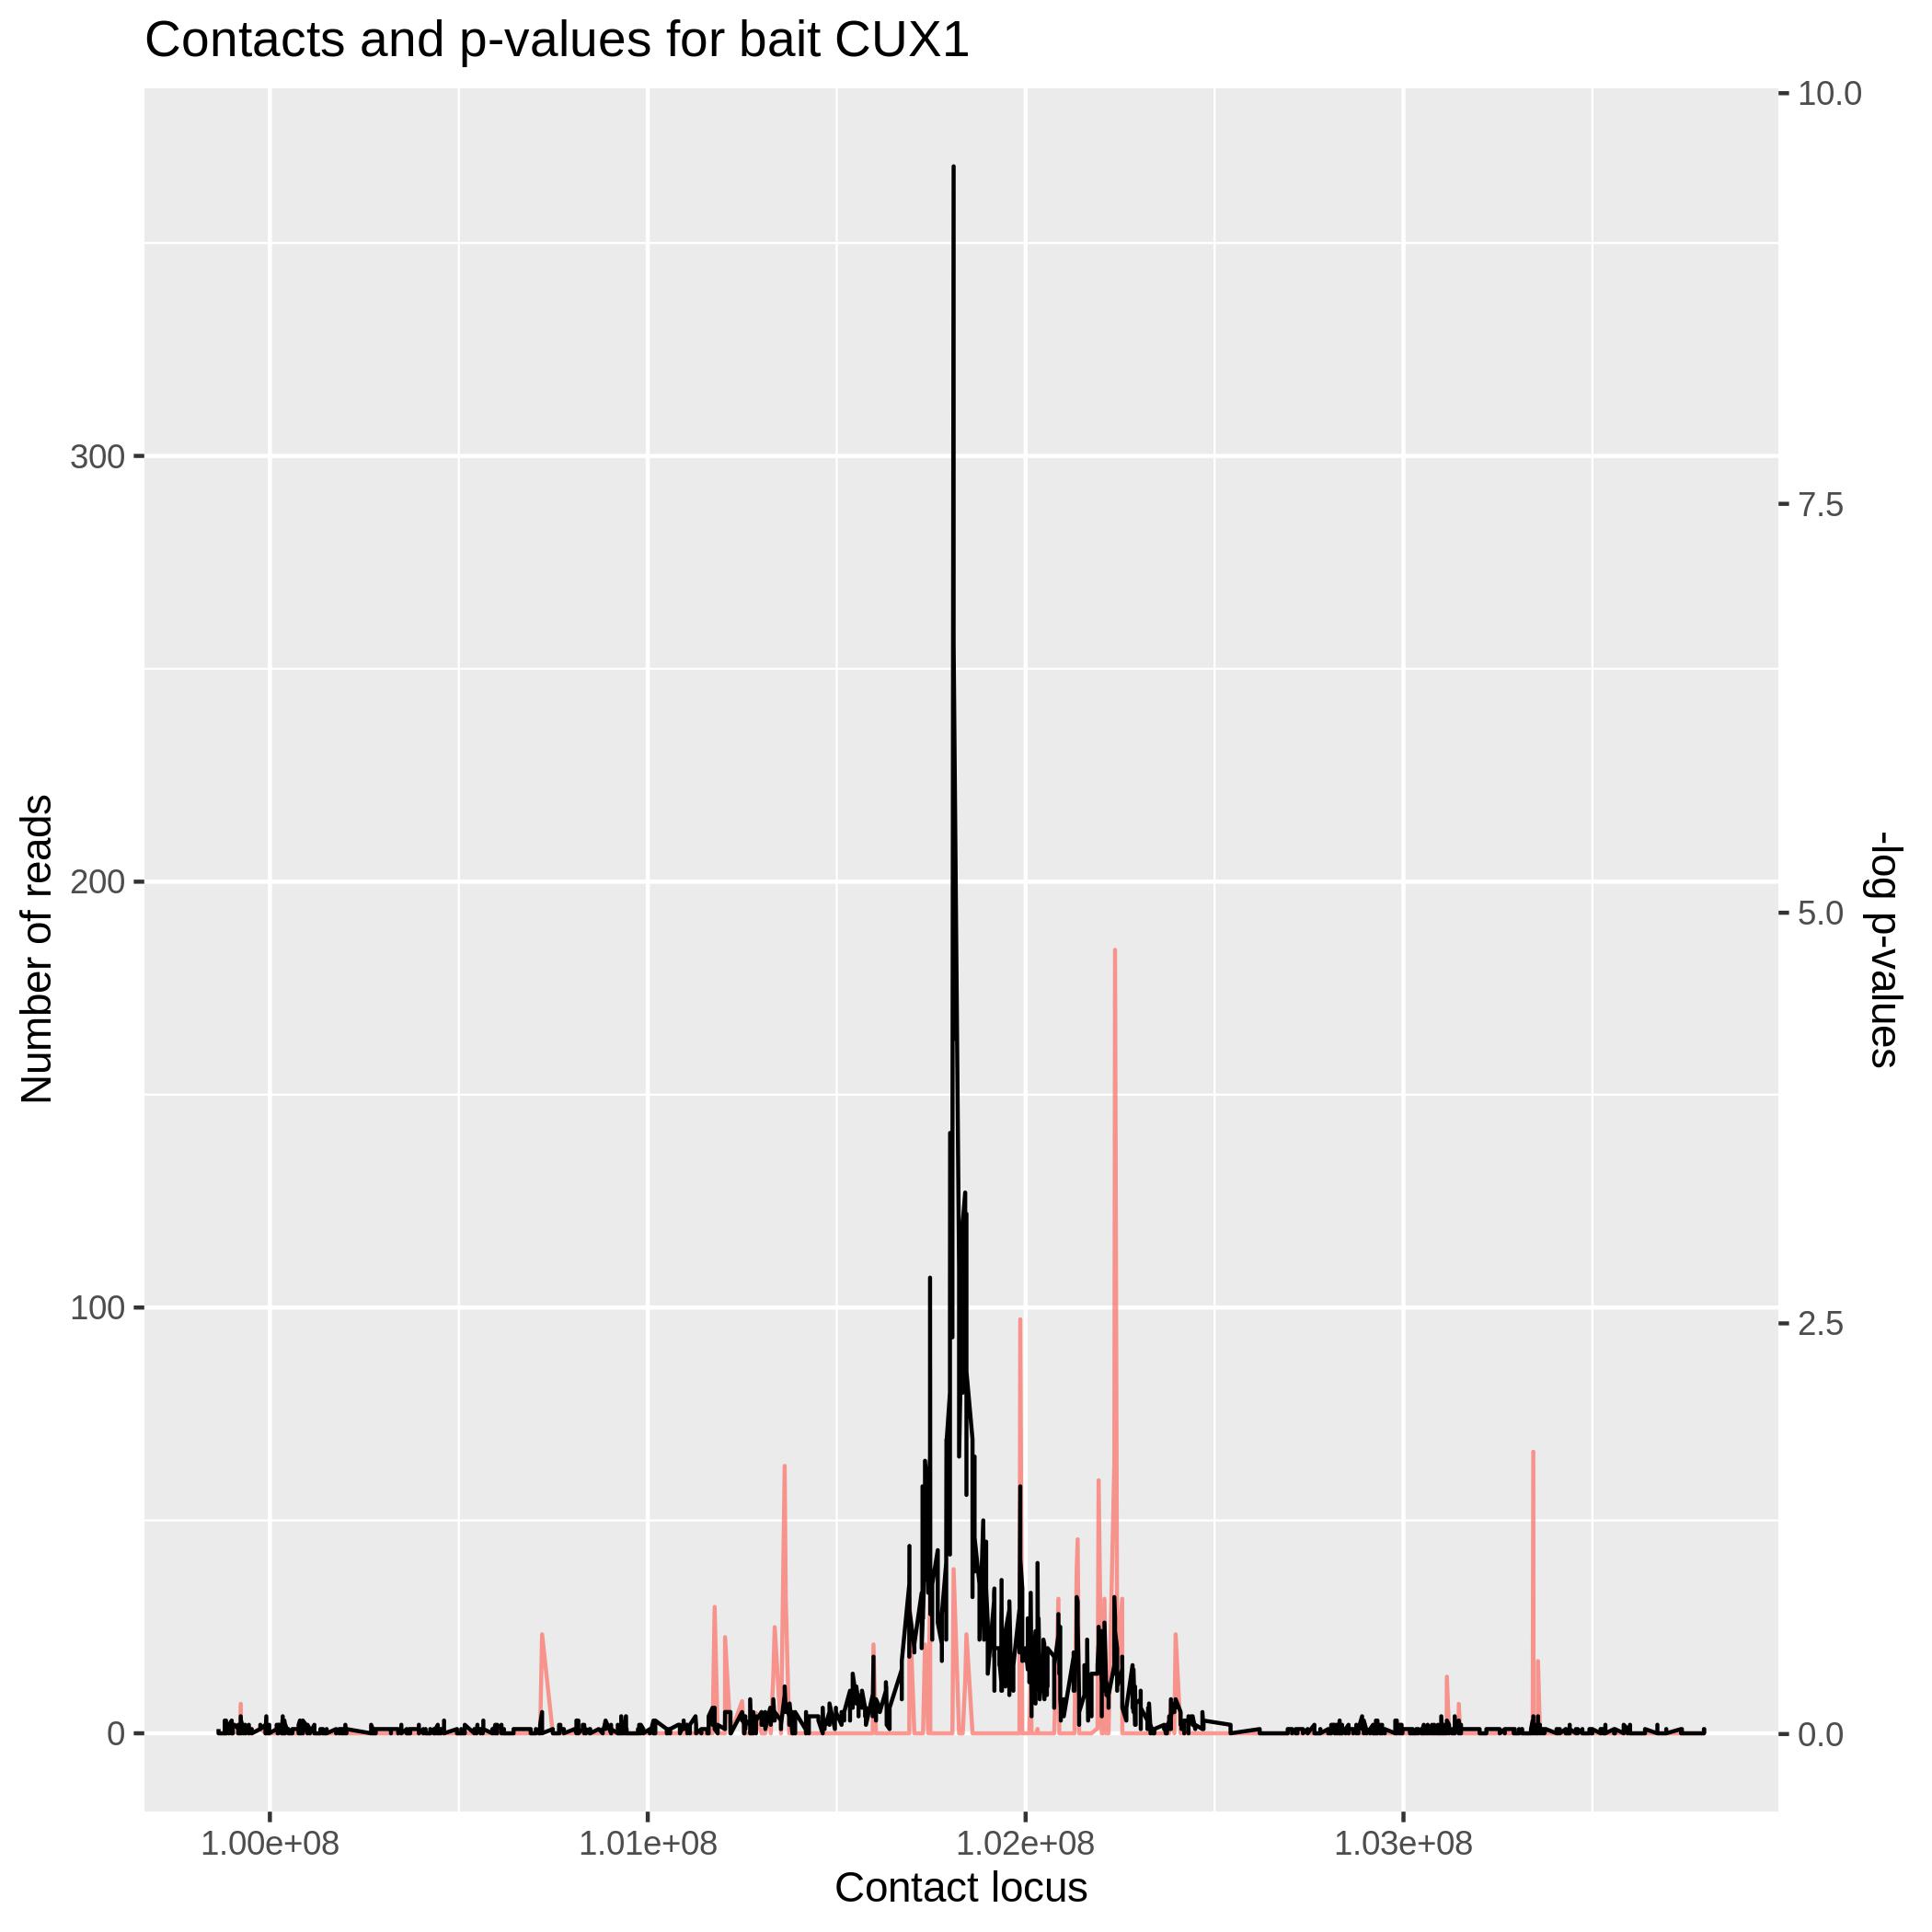 Contacts and p-values for bait CUX1
Number of reads
300
200
100
0
10.0
7.5
5.0
2.5
0.0
-log p-values
1.00e+08
1.01e+08
1.02e+08
1.03e+08
Contact locus